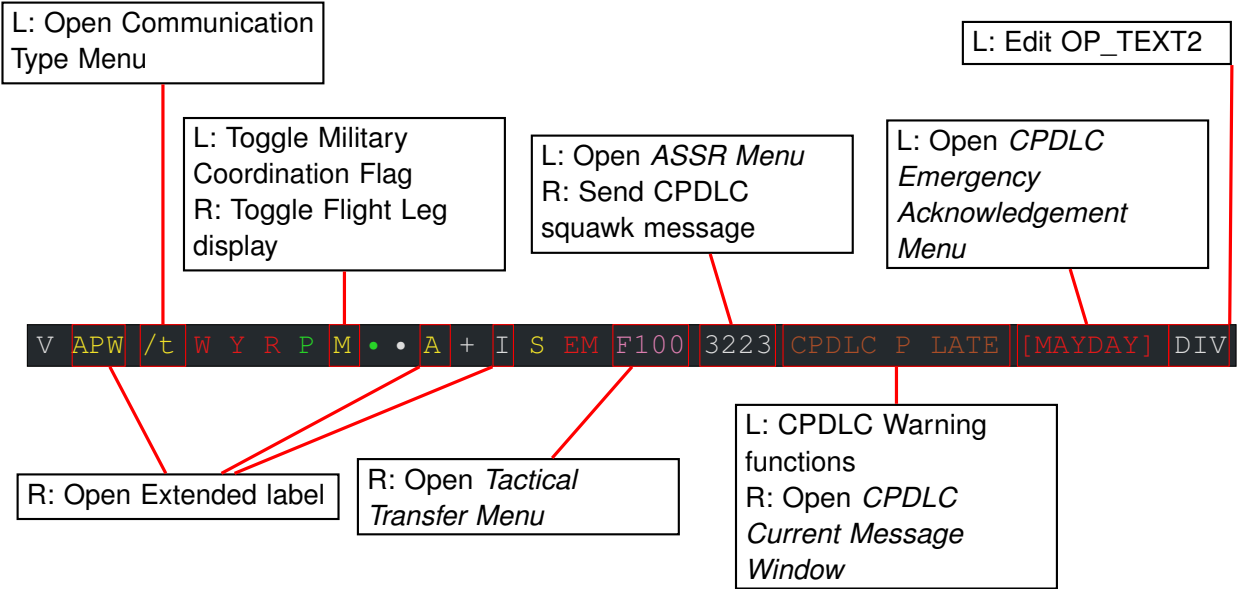 L: Open Communication
Type Menu
L: Edit OP_TEXT2
L: Toggle Military
Coordination Flag
R: Toggle Flight Leg
display
L: Open ASSR Menu
R: Send CPDLC
squawk message
L: Open CPDLC
Emergency
Acknowledgement
Menu
V APW /t W Y R P M • • A + I S EM F100 3223 CPDLC P LATE [MAYDAY] DIV
R: Open Extended label
R: Open Tactical
Transfer Menu
L: CPDLC Warning
functions
R: Open CPDLC
Current Message
Window